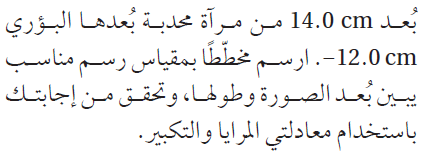 بُعد 14.0 cm من مرآة محدبة بُعدها البؤري
12.0 cm−. ارسم مخطّطًا بمقياس رسم مناسب
يبين بُعد الصورة وطولها، وتحقق من إجابتك
باستخدام معادلتي المرايا والتكبير.